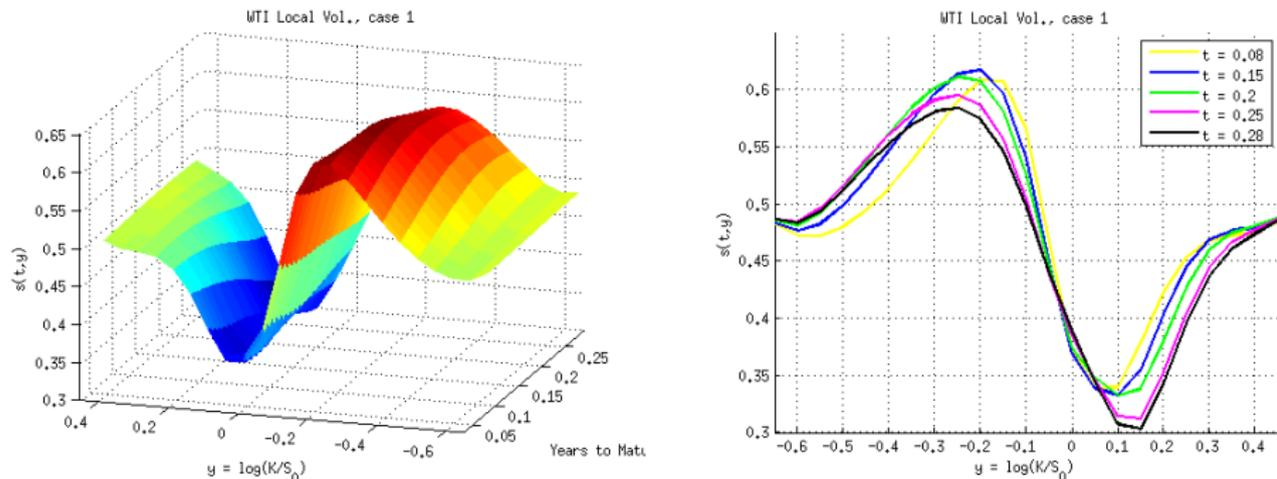 WTI Local Vol., case 1
0.65
0.6
0.55
0.5
0.45
0.4
0.35
0.3
s(t,y)
0.4
0.2
0
-0.2
-0.4
-0.6
y = log(K/S0)
0.05
0.1
0.15
0.2
0.25
Years to Matu
WTI Local Vol., case 1
t = 0.08
t = 0.15
t = 0.2
t = 0.25
t = 0.28
0.6
0.55
0.5
0.45
0.4
0.35
0.3
s(t,y)
-0.6 -0.5 -0.4 -0.3 -0.2 -0.1 0 0.1 0.2 0.3 0.4
y = log(K/S0)